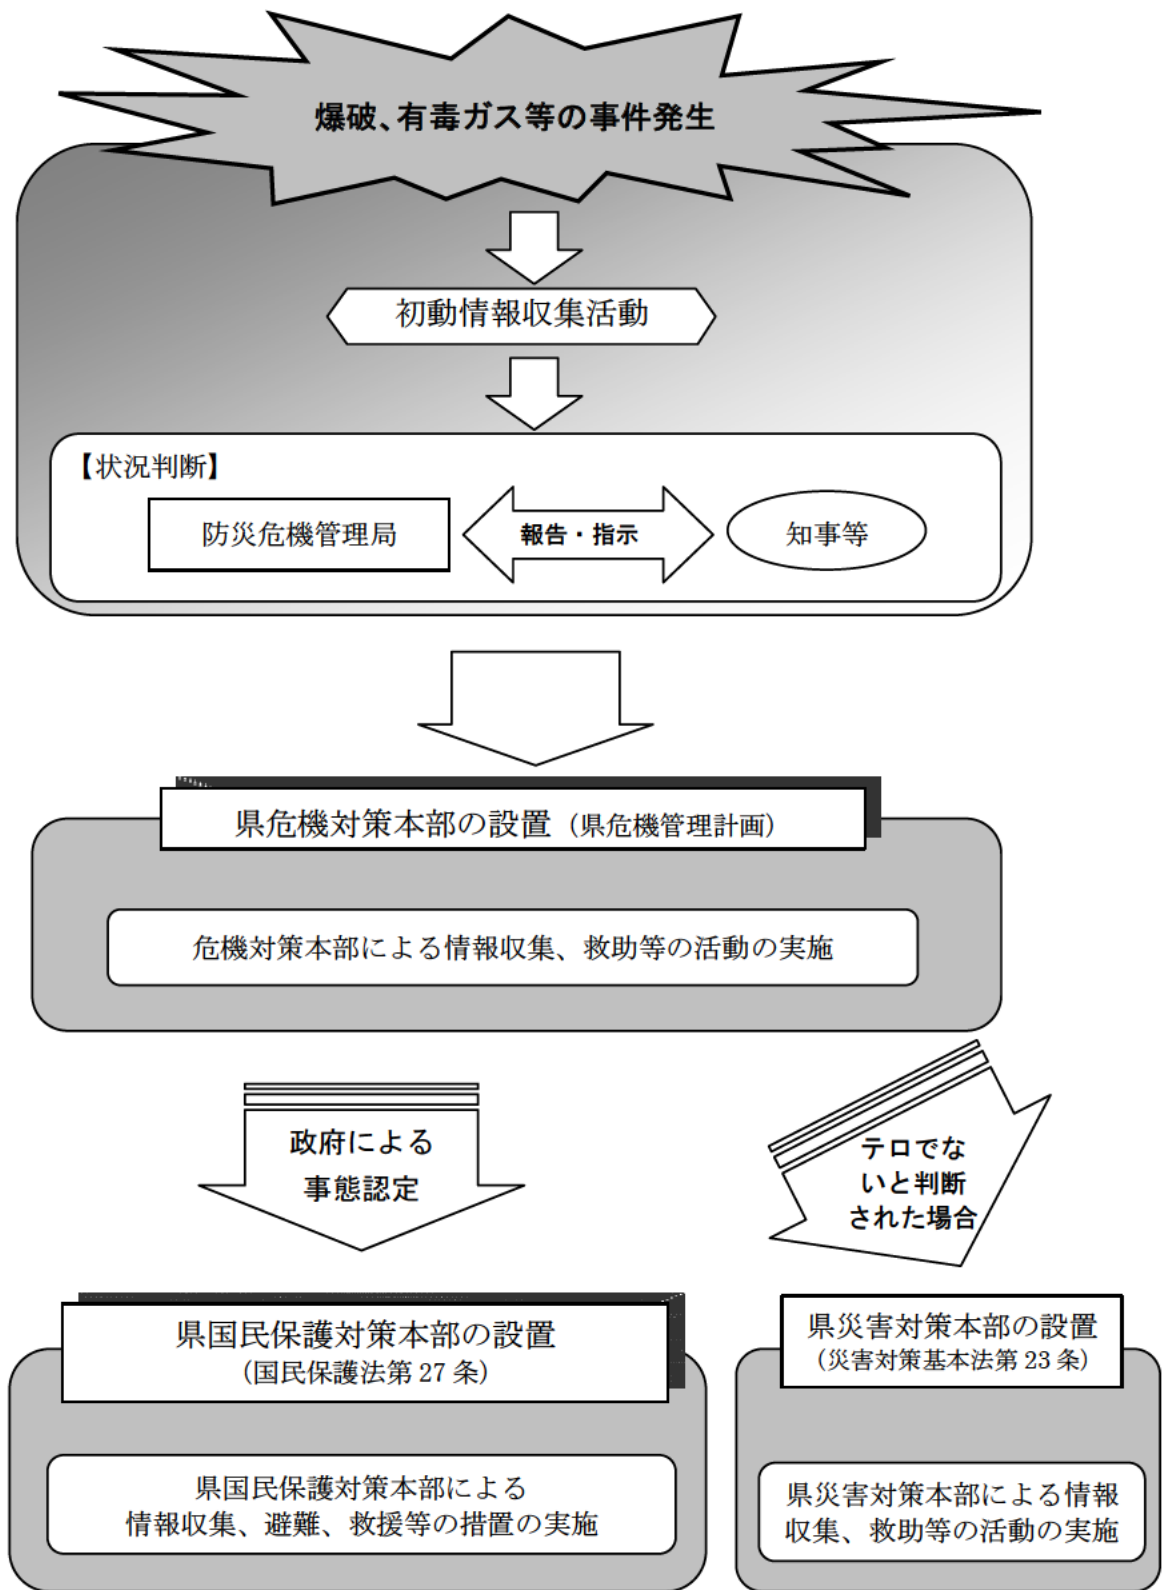 爆破、有毒ガス等の事件発生
初動情報収集活動
【状況判断】
防災危機管理局
報告・指示
知事等
県危機対策本部の設置（県危機管理計画）
危機対策本部による情報収集、救助等の活動の実施
政府による
事態認定
テロでな
いと判断
された場合
県国民保護対策本部の設置
（国民保護法第 27 条）
県国民保護対策本部による
情報収集、避難、救援等の措置の実施
県災害対策本部の設置
（災害対策基本法第 23 条）
県災害対策本部による情報
収集、救助等の活動の実施